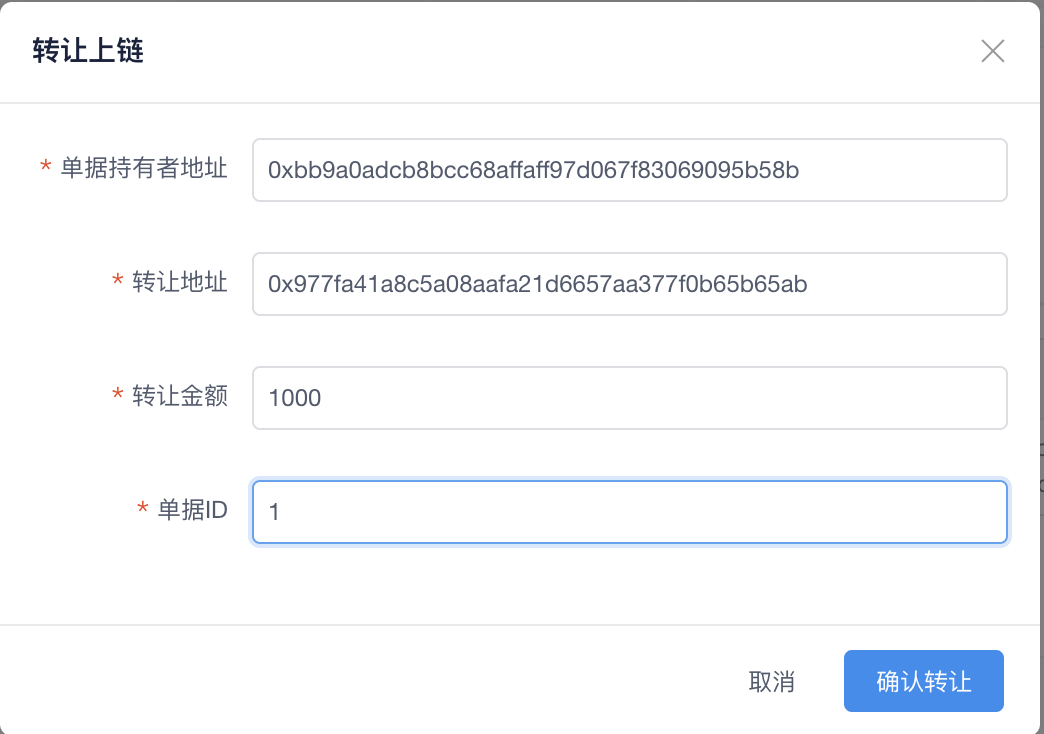 转让上链
* 单据持有者地址 0xbb9a0adcb8bcc68affaff97d067f83069095b58b
* 转让地址 0x977fa41a8c5a08aafa21d6657aa377f0b65b65ab
* 转让金额 1000
* 单据ID 1
取消 确认转让